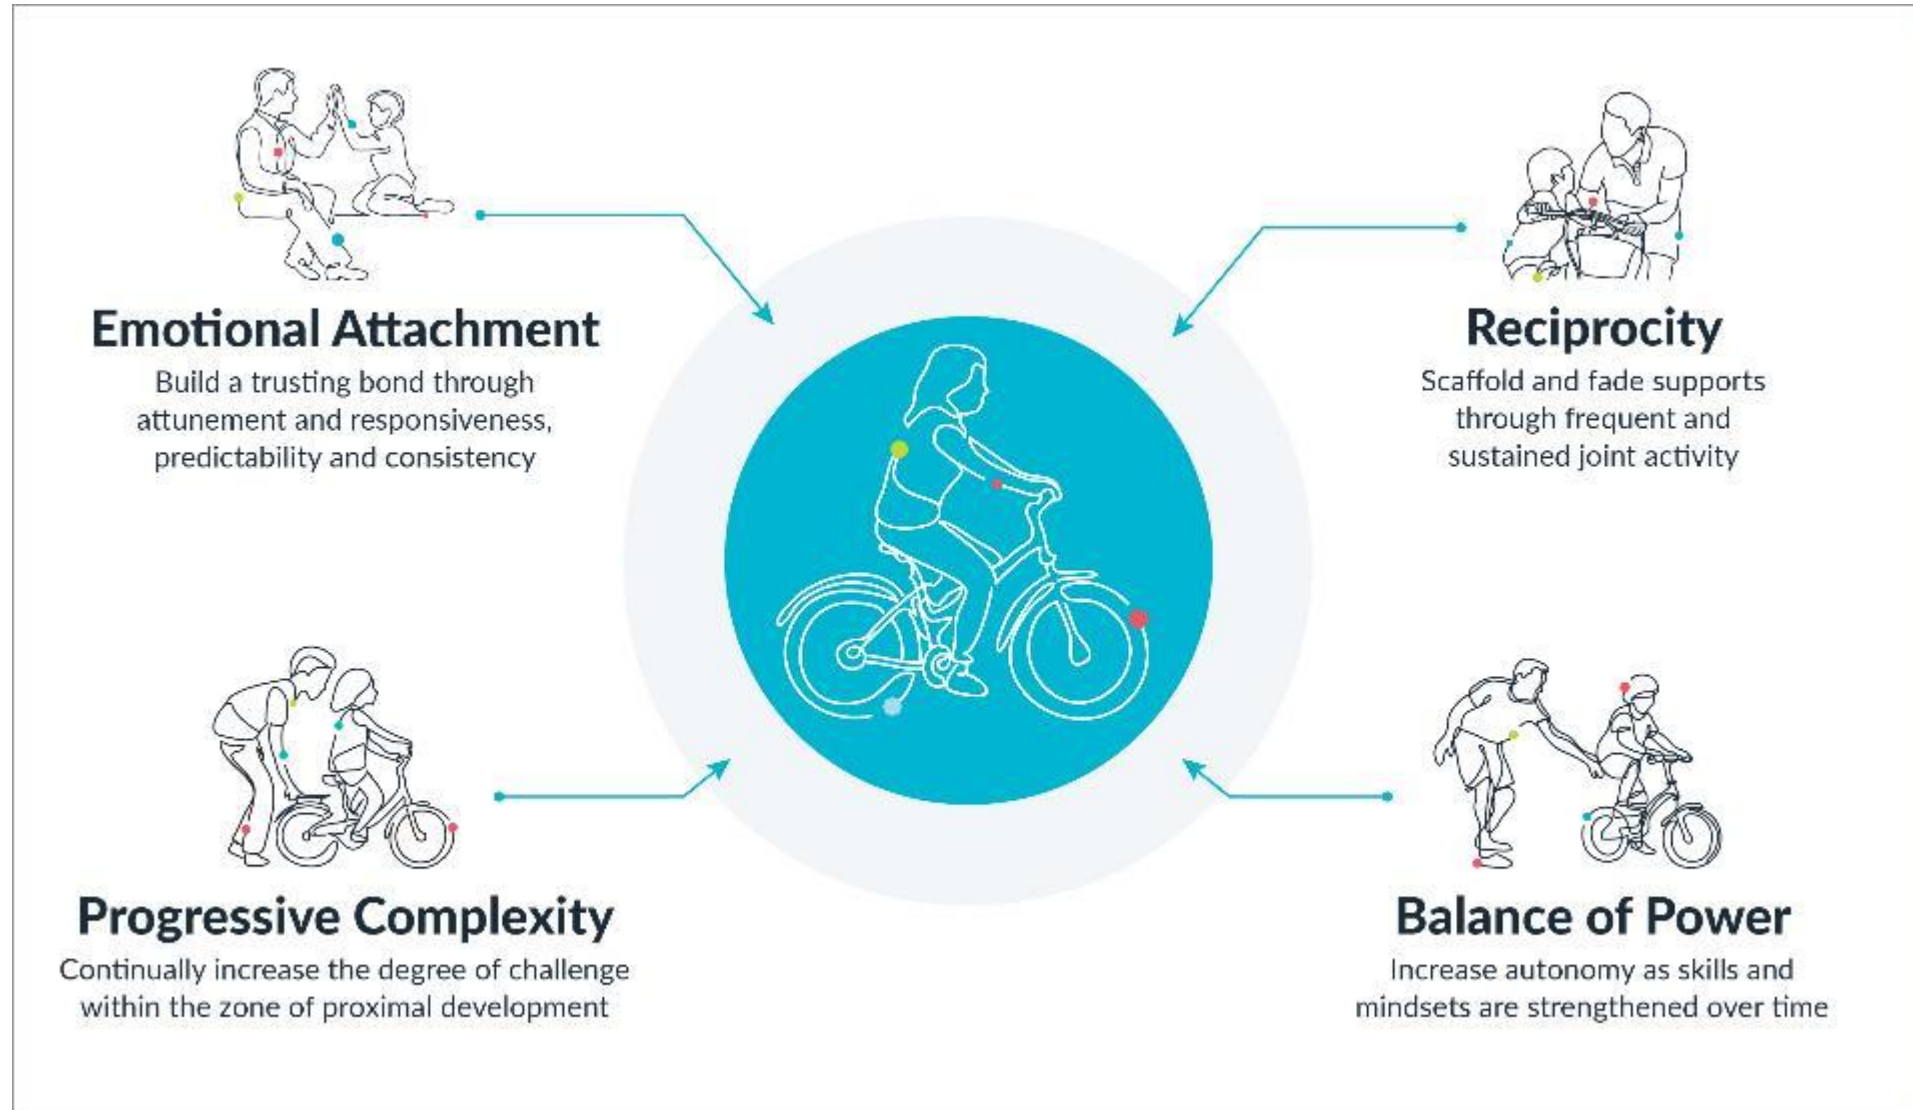 Emotional Attachment
Build a trusting bond through
attunement and responsiveness,
predictability and consistency
Reciprocity
Scaffold and fade supports
through frequent and
sustained joint activity
Progressive Complexity
Continually increase the degree of challenge
within the zone of proximal development
Balance of Power
Increase autonomy as skills and
mindsets are strengthened over time